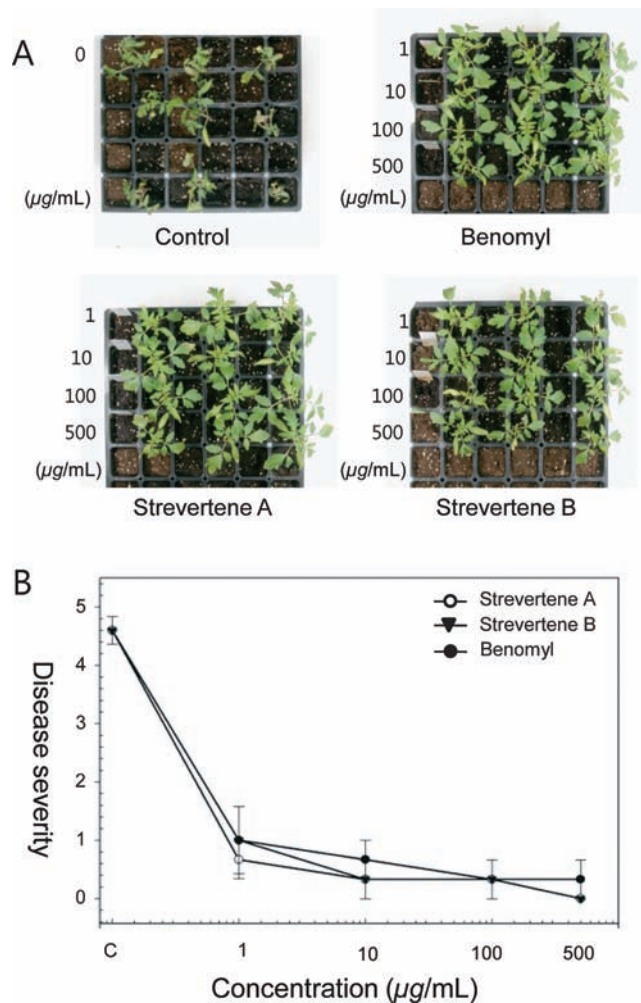 A
0
(µg/mL)
Control
1
10
100
500
(µg/mL)
Benomyl
1
10
100
500
(µg/mL)
Strevertene A
1
10
100
500
(µg/mL)
Strevertene B
B
Strevertene A
Strevertene B
Benomyl
Disease severity
5
4
3
2
1
0
C 1 10 100 500
Concentration (µg/mL)